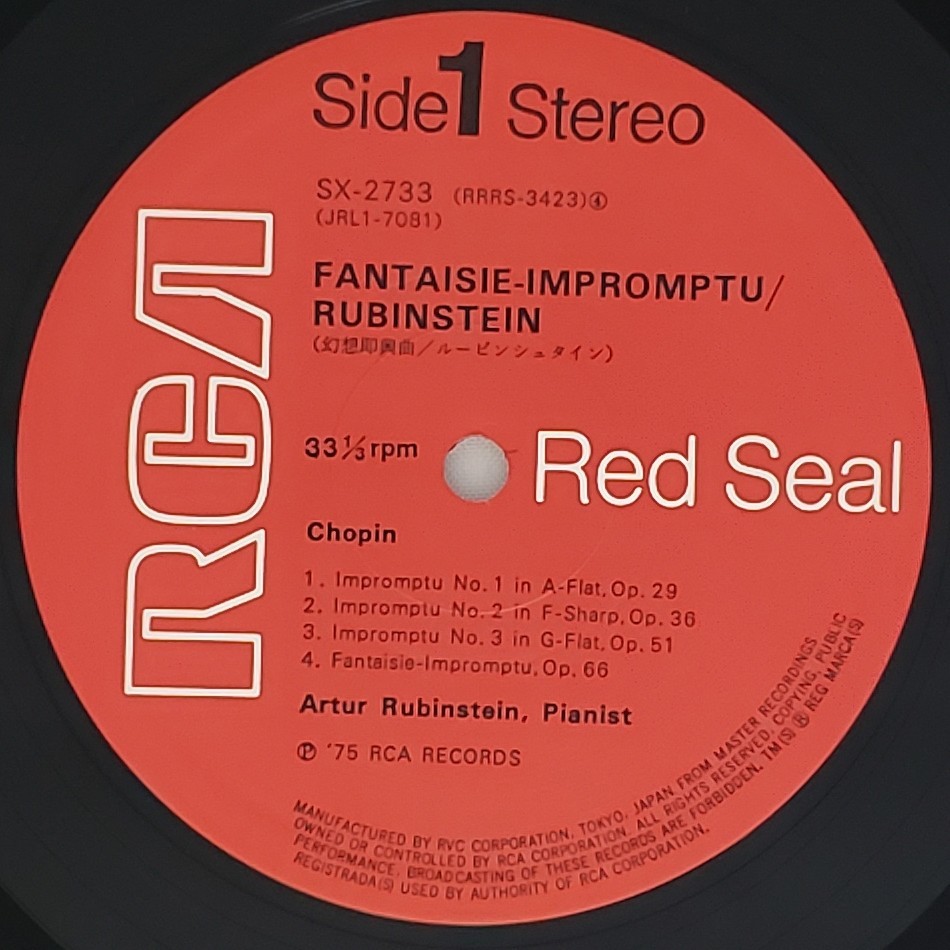 Side 1 Stereo
SX-2733 (RRRS-3423)④
(JRL1-7081)
FANTAISIE-IMPROMPTU/
RUBINSTEIN
(幻想即興曲/ルービンシュタイン)
RCA
33⅓rpm
Red Seal
Chopin
1. Impromptu No. 1 in A-Flat, Op. 29
2. Impromptu No. 2 in F-Sharp, Op. 36
3. Impromptu No. 3 in G-Flat, Op. 51
4. Fantaisie-Impromptu, Op. 66
Artur Rubinstein, Pianist
℗ '75 RCA RECORDS
MANUFACTURED BY RVC CORPORATION, TOKYO, JAPAN FROM MASTER RECORDINGS
OWNED OR CONTROLLED BY RCA CORPORATION. ALL RIGHTS RESERVED, COPYING, PUBLIC
PERFORMANCE, BROADCASTING OF THESE RECORDS ARE FORBIDDEN. TM(S) ® REG MARCA(S)
REGISTRADA(S) USED BY AUTHORITY OF RCA CORPORATION.